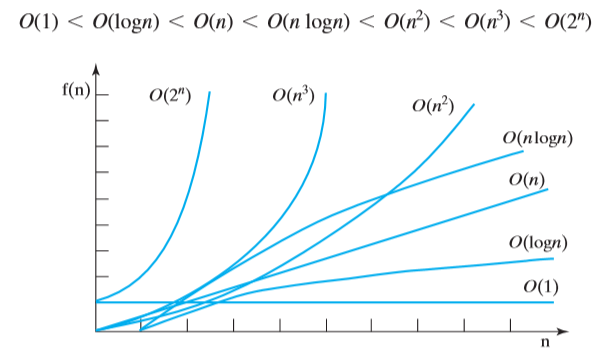 O(1) < O(logn) < O(n) < O(n logn) < O(n²) < O(n³) < O(2ⁿ)
f(n)
O(2ⁿ)
O(n³)
O(n²)
O(nlogn)
O(n)
O(logn)
O(1)
n